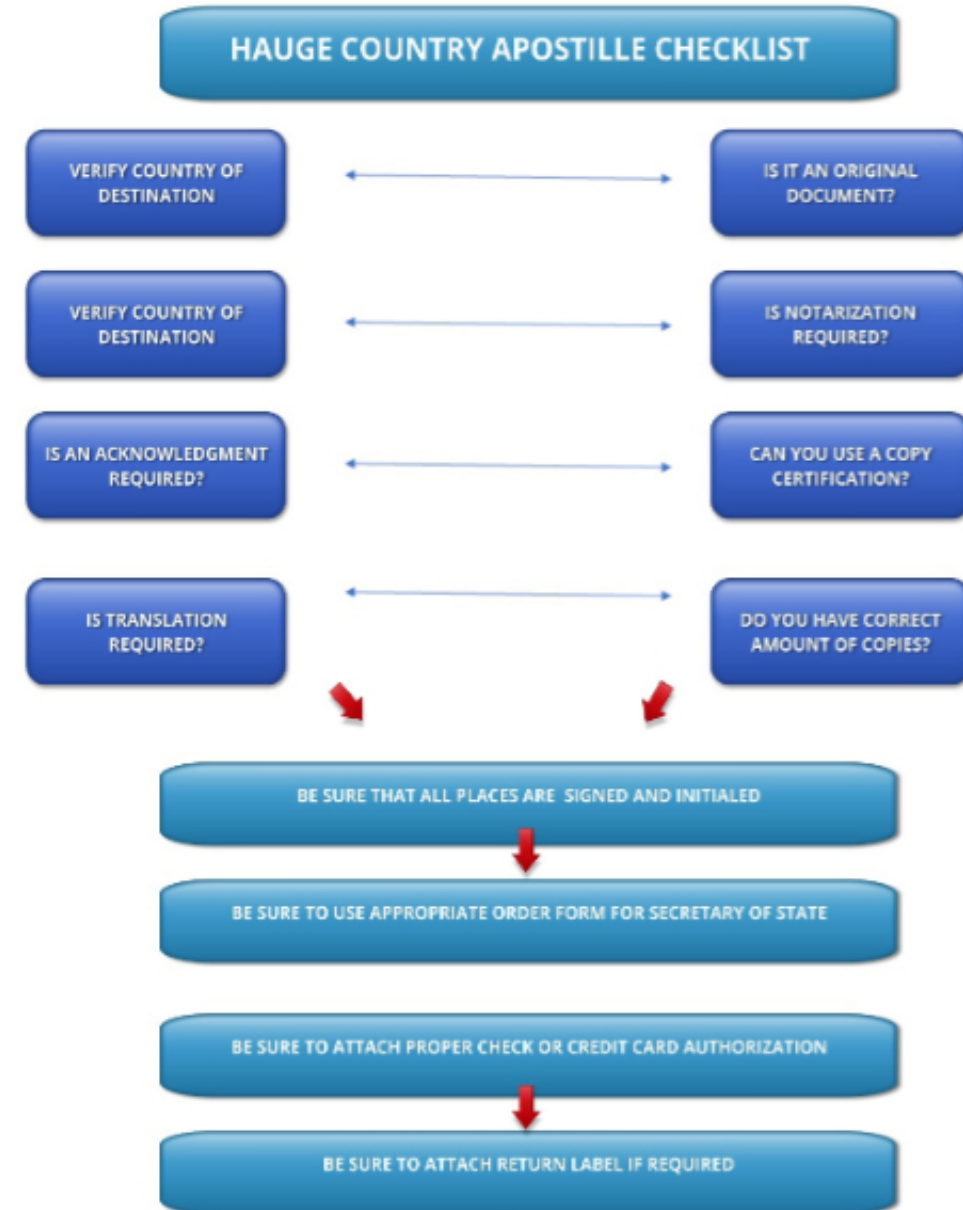 HAUGE COUNTRY APOSTILLE CHECKLIST
VERIFY COUNTRY OF
DESTINATION
IS IT AN ORIGINAL
DOCUMENT?
VERIFY COUNTRY OF
DESTINATION
IS NOTARIZATION
REQUIRED?
IS AN ACKNOWLEDGMENT
REQUIRED?
CAN YOU USE A COPY
CERTIFICATION?
IS TRANSLATION
REQUIRED?
DO YOU HAVE CORRECT
AMOUNT OF COPIES?
BE SURE THAT ALL PLACES ARE SIGNED AND INITIALED
BE SURE TO USE APPROPRIATE ORDER FORM FOR SECRETARY OF STATE
BE SURE TO ATTACH PROPER CHECK OR CREDIT CARD AUTHORIZATION
BE SURE TO ATTACH RETURN LABEL IF REQUIRED